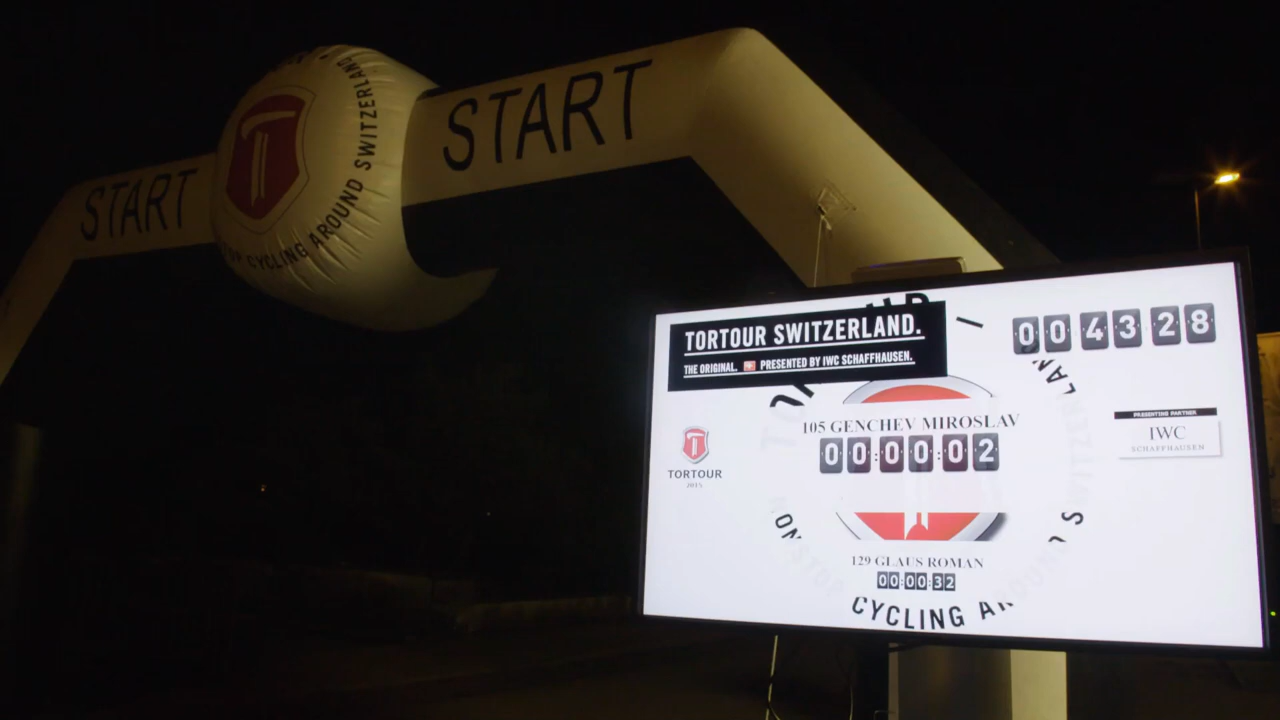 START
START
CYCLING AROUND SWITZERLAND
TORTOUR SWITZERLAND.
THE ORIGINAL. PRESENTED BY IWC SCHAFFHAUSEN.
00 43 28
105 GENCHEV MIROSLAV
00:00:02
PRESENTING PARTNER
IWC
SCHAFFHAUSEN
TORTOUR
129 GLAUS ROMAN
00:00:32
CYCLING